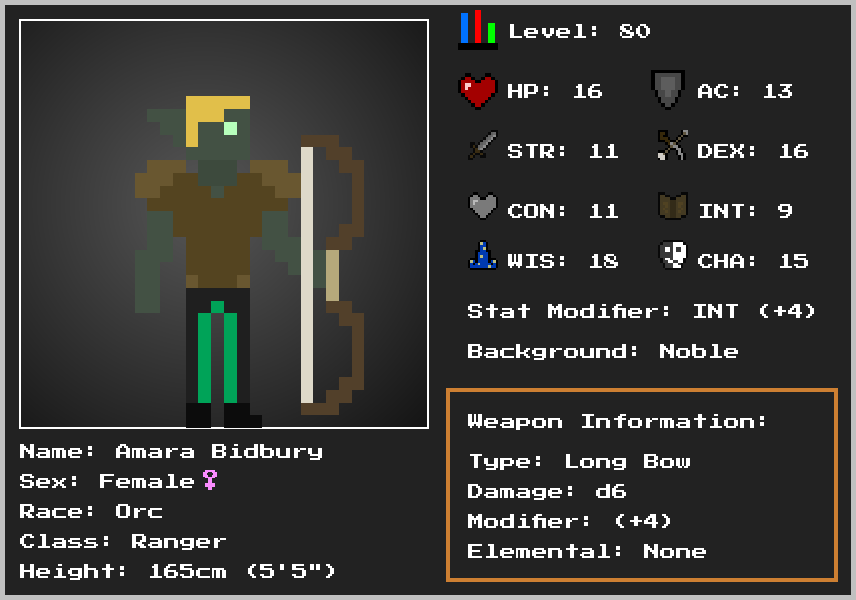 Level: 80
HP: 16 AC: 13
STR: 11 DEX: 16
CON: 11 INT: 9
WIS: 18 CHA: 15
Stat Modifier: INT (+4)
Background: Noble
Weapon Information:
Type: Long Bow
Damage: d6
Modifier: (+4)
Elemental: None
Name: Amara Bidbury
Sex: Female♀
Race: Orc
Class: Ranger
Height: 165cm (5'5")